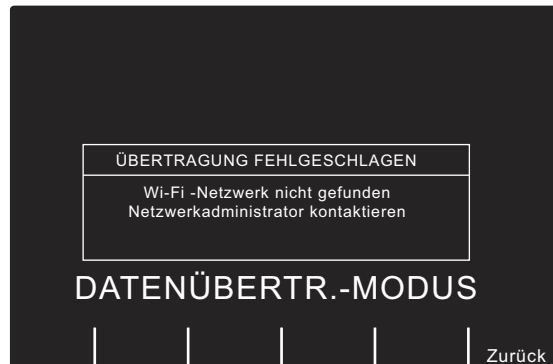 ÜBERTRAGUNG FEHLGESCHLAGEN
Wi-Fi -Netzwerk nicht gefunden
Netzwerkadministrator kontaktieren
DATENÜBERTR.-MODUS
Zurück